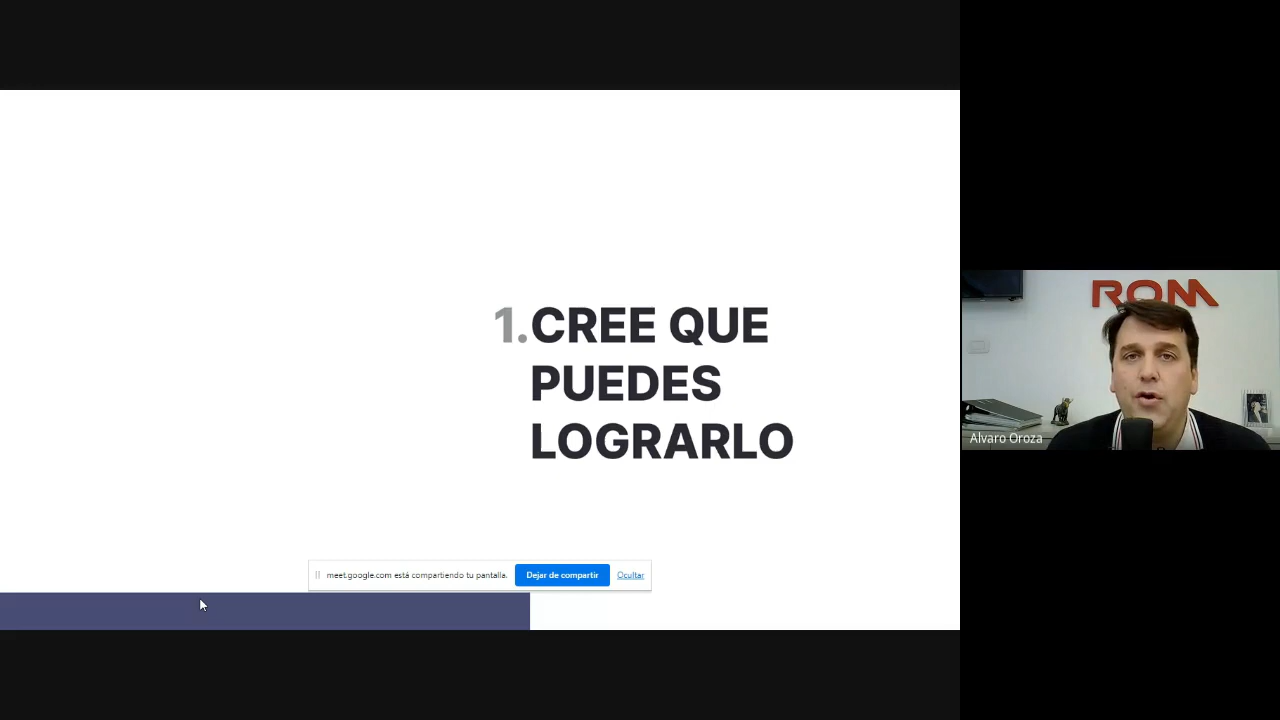 1.CREE QUE
PUEDES
LOGRARLO
meet.google.com está compartiendo tu pantalla.
Dejar de compartir
Ocultar
ROM
Alvaro Oroza